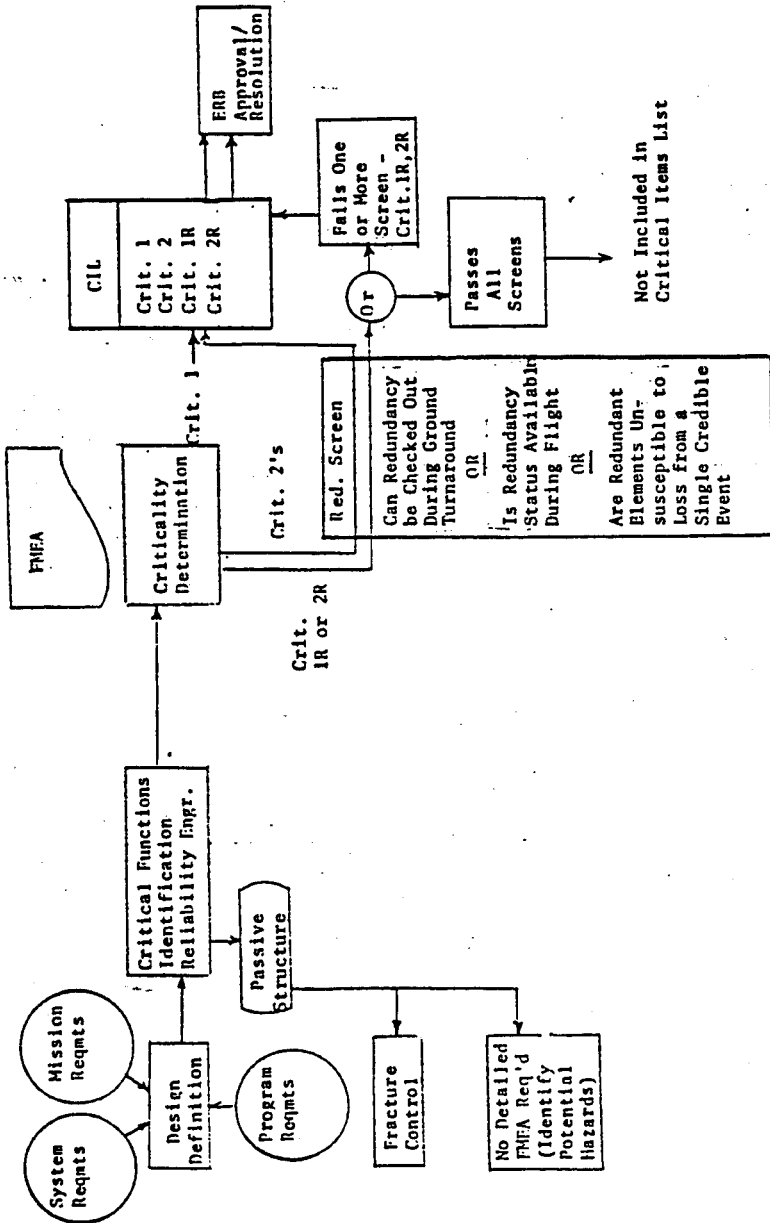 System
Reqmts
Mission
Reqmts
Design
Definition
Program
Reqmts
Critical Functions
Identification
Reliability Engr.
Passive
Structure
Fracture
Control
No Detailed
FMEA Req'd
(Identify
Potential
Hazards)
FMEA
Criticality
Determination
Crit. 1
Crit. 2's
Crit.
1R or 2R
CIL
Crit. 1
Crit. 2
Crit. 1R
Crit. 2R
ERB
Approval/
Resolution
Red. Screen
Can Redundancy
be Checked Out
During Ground
Turnaround
OR
Is Redundancy
Status Available
During Flight
OR
Are Redundant
Elements Un-
susceptible to
Loss from a
Single Credible
Event
Or
Fails One
or More
Screen -
Crit.1R,2R
Passes
All
Screens
Not Included in
Critical Items List